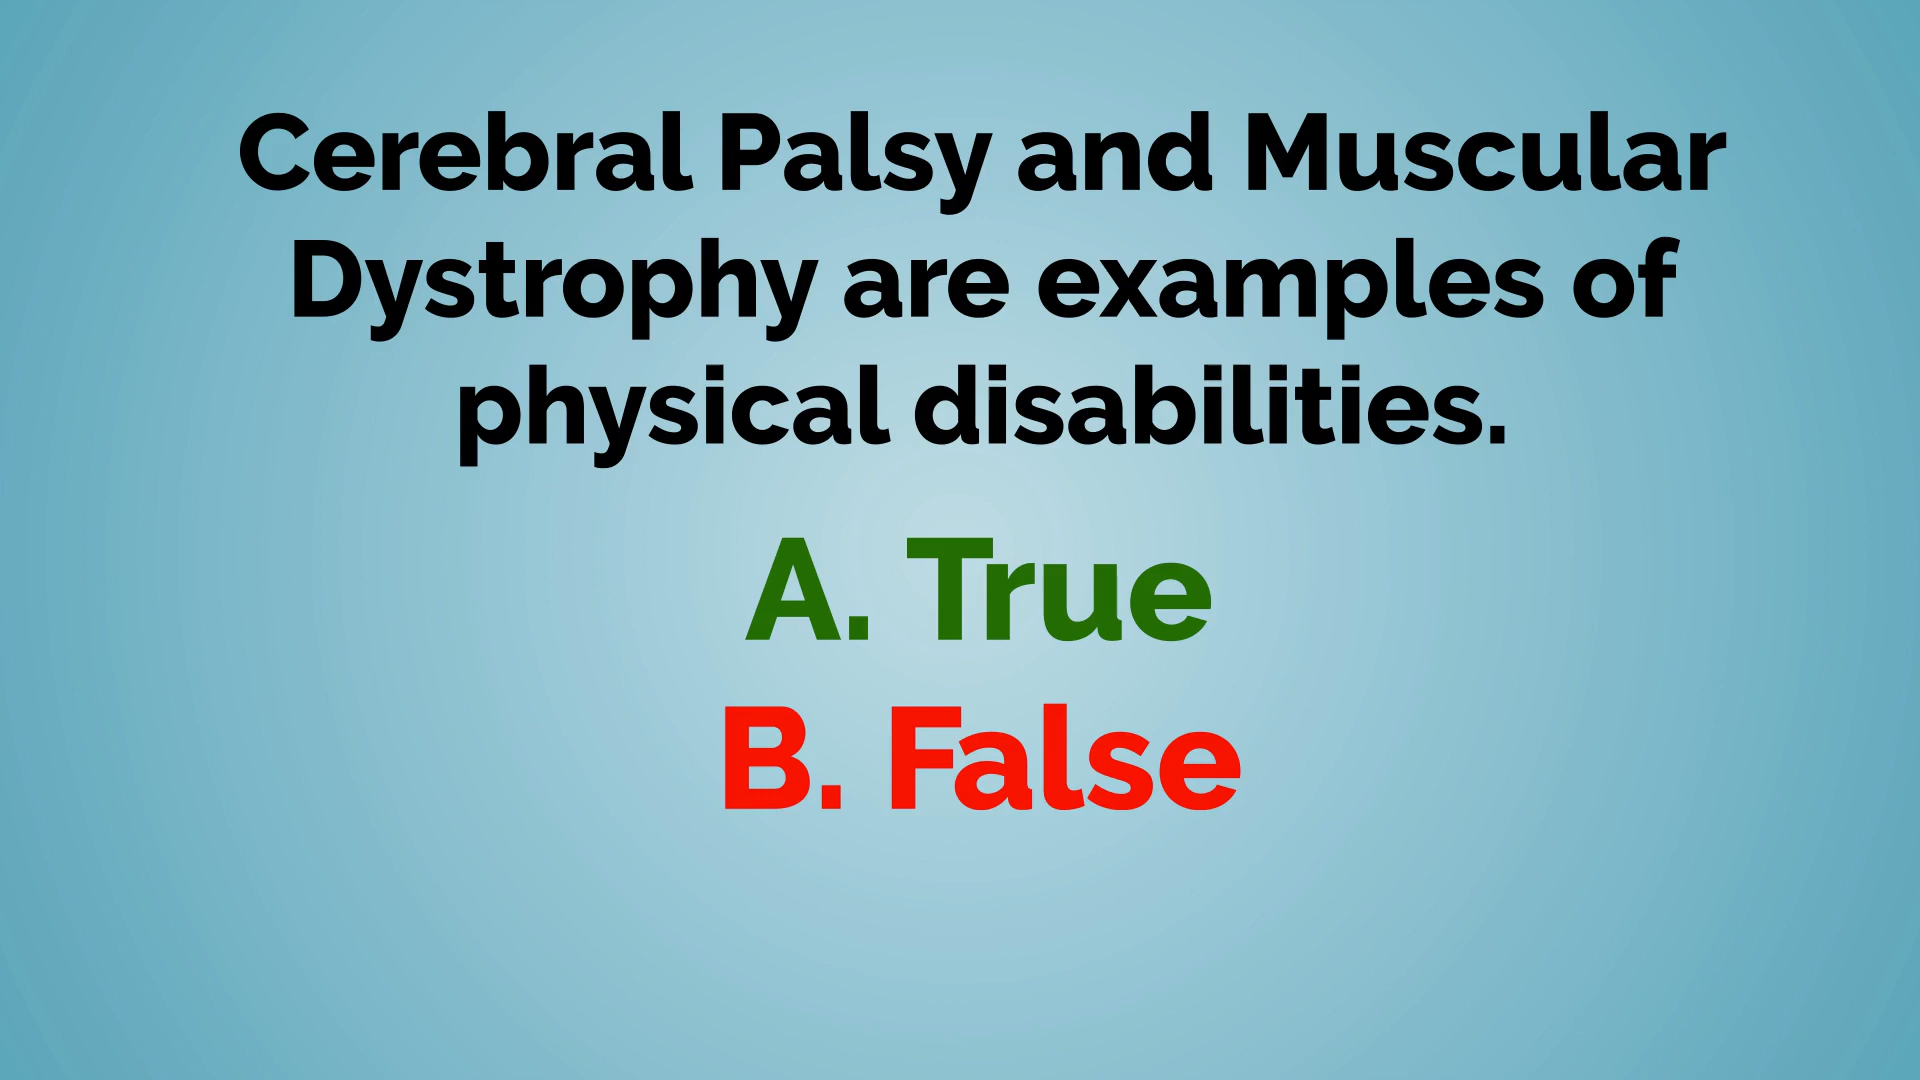 Cerebral Palsy and Muscular
Dystrophy are examples of
physical disabilities.
A. True
B. False